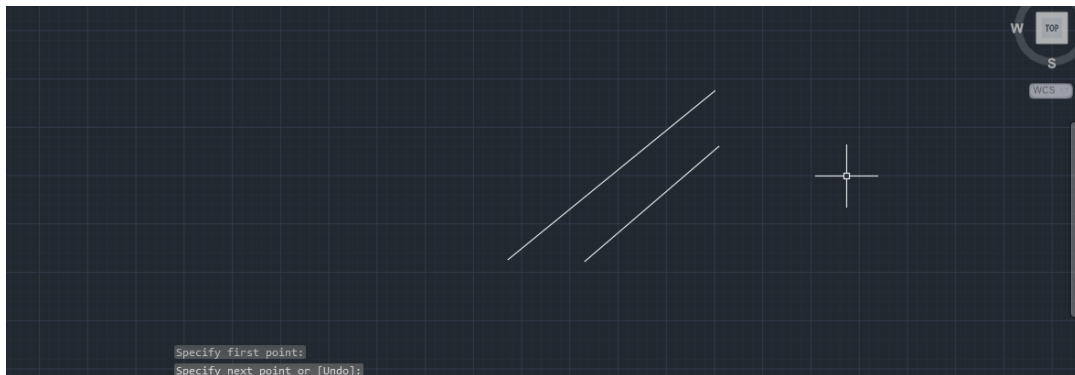 W
TOP
S
WCS
Specify first point:
Specify next point or [Undo]: